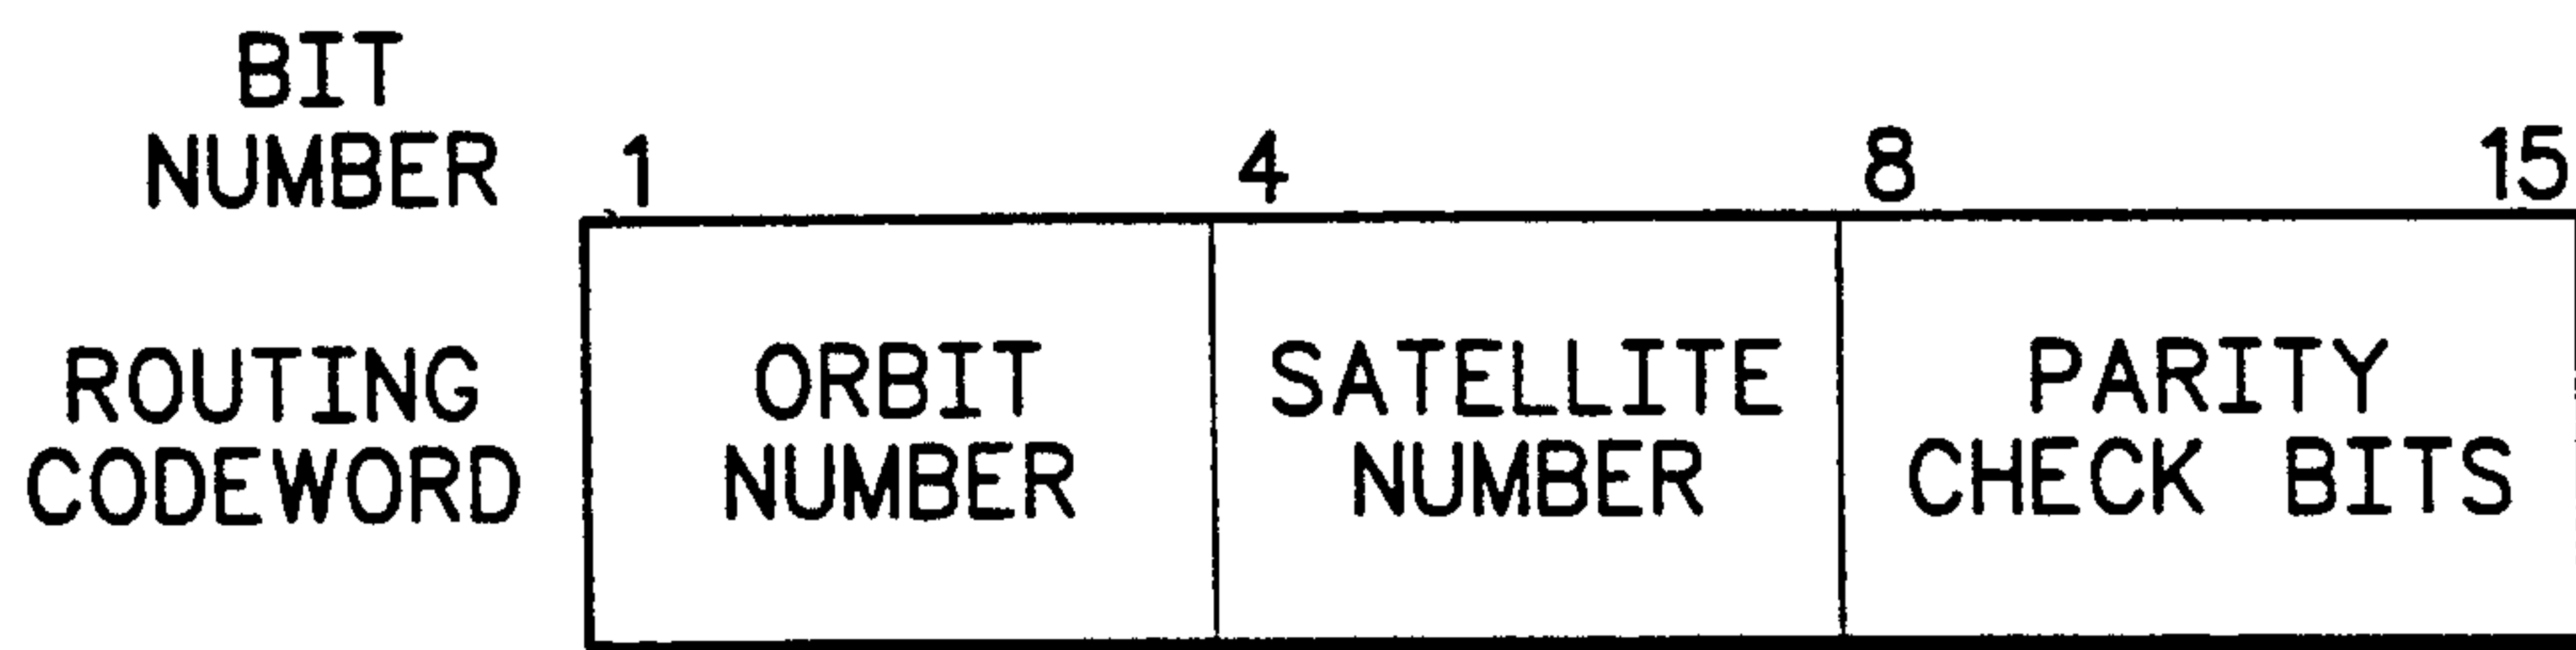 BIT
NUMBER 1 4 8 15
ROUTING
CODEWORD
ORBIT
NUMBER
SATELLITE
NUMBER
PARITY
CHECK BITS